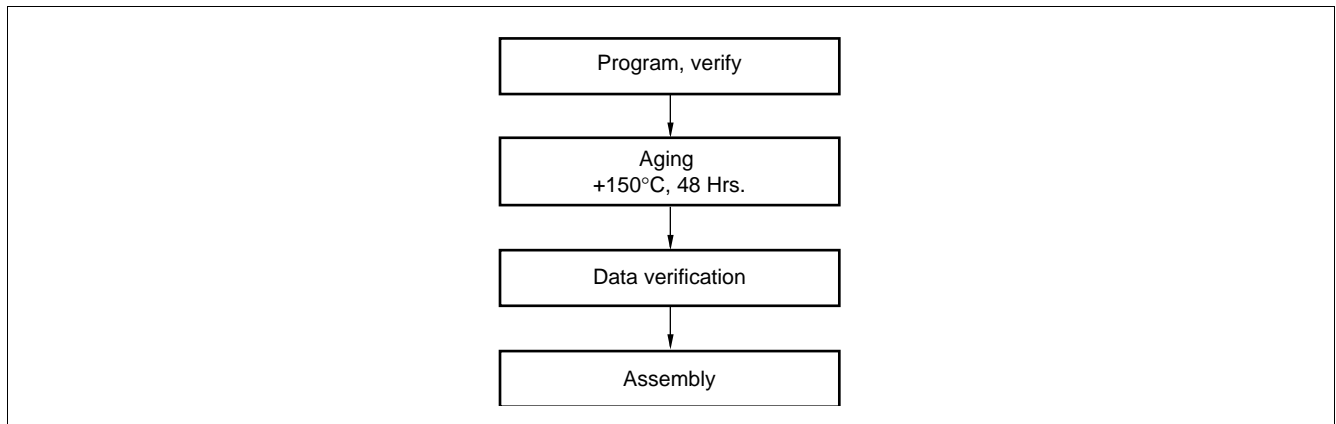 Program, verify
Aging
+150°C, 48 Hrs.
Data verification
Assembly